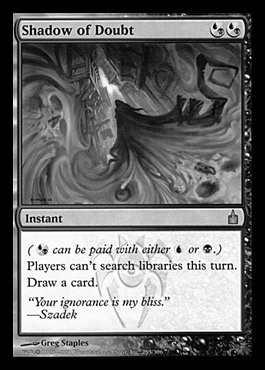 Shadow of Doubt
Instant
( can be paid with either or .)
Players can't search libraries this turn.
Draw a card.
"Your ignorance is my bliss."
—Szadek
Greg Staples